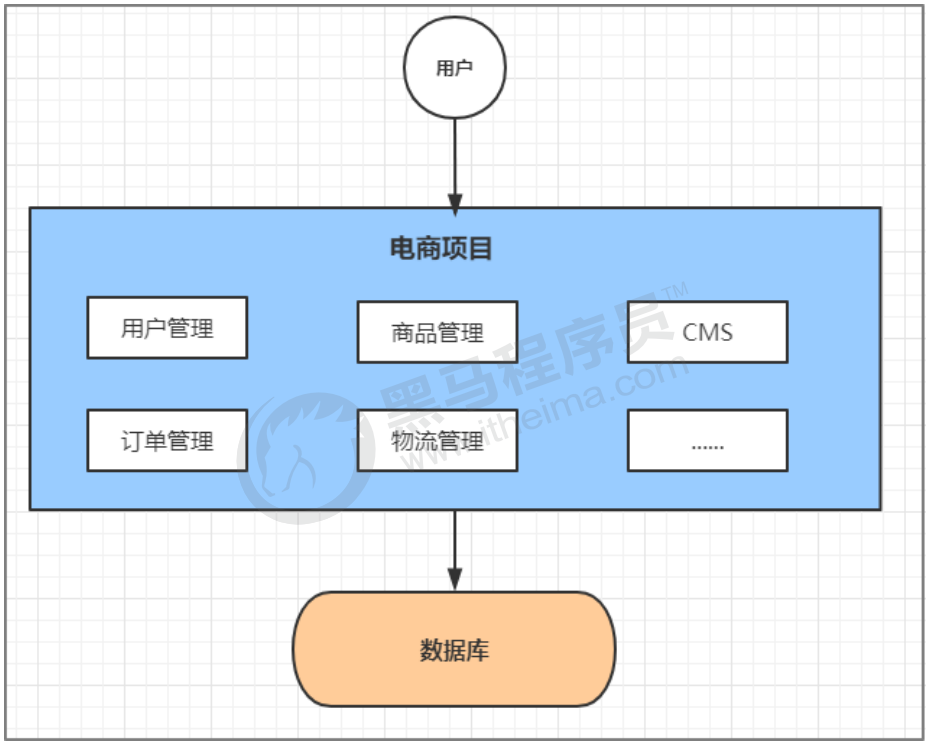 用户
电商项目
用户管理
商品管理
CMS
订单管理
物流管理
......
数据库
黑马程序员™
www.itheima.com